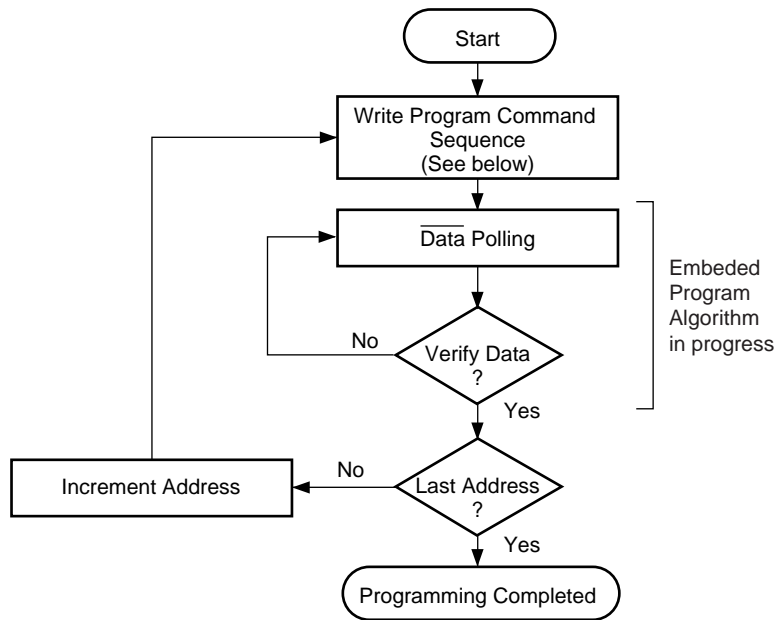 Start
Write Program Command
Sequence
(See below)
Data Polling
Embeded
Program
Algorithm
in progress
No
Verify Data
?
Yes
No
Increment Address
Last Address
?
Yes
Programming Completed